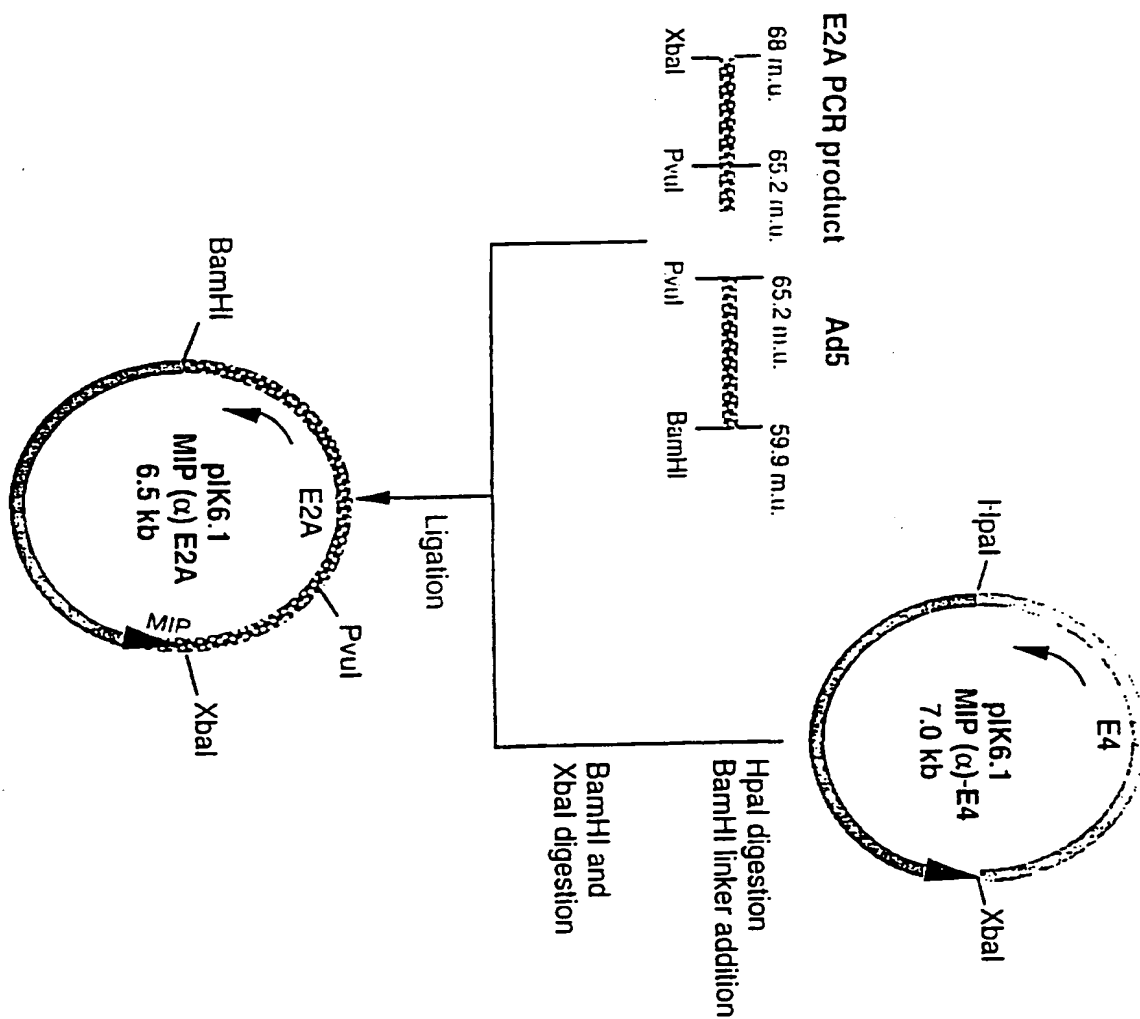 E2A PCR product
Ad5
68 m.u.
65.2 m.u.
65.2 m.u.
59.9 m.u.
XbaI
PvuI
PvuI
BamHI
E4
HpaI
pIK6.1
MIP (α)-E4
7.0 kb
XbaI
HpaI digestion
BamHI linker addition
BamHI and
XbaI digestion
Ligation
E2A
BamHI
PvuI
pIK6.1
MIP (α) E2A
6.5 kb
MIP
XbaI